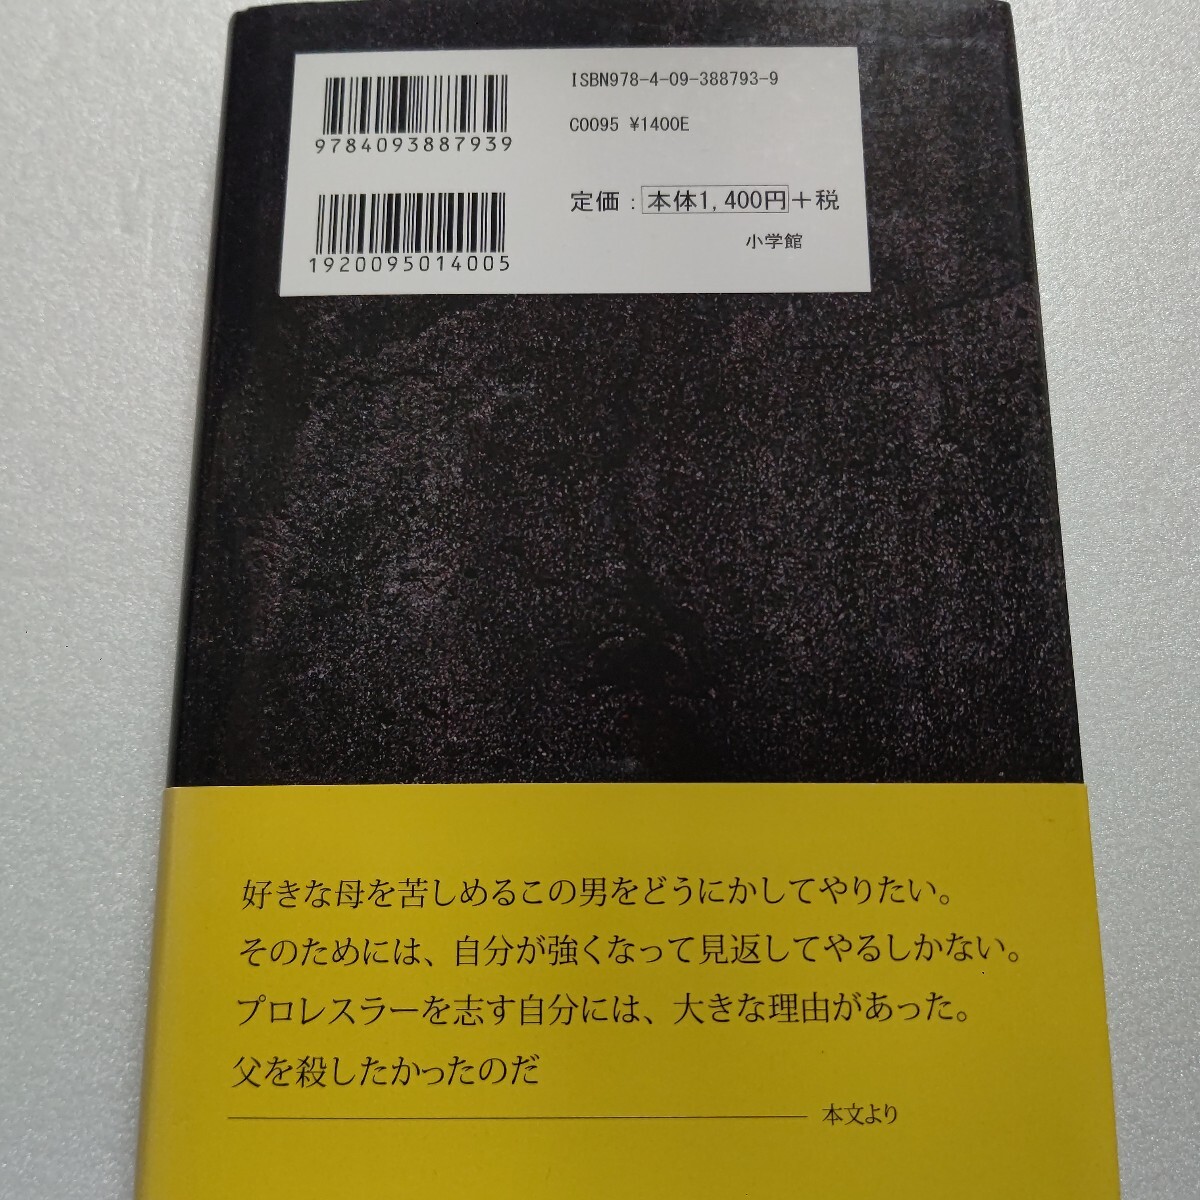 ISBN978-4-09-388793-9
9784093887939
C0095 ¥1400E
定価：本体1,400円＋税
小学館
1920095014005
好きな母を苦しめるこの男をどうにかしてやりたい。
そのためには、自分が強くなって見返してやるしかない。
プロレスラーを志す自分には、大きな理由があった。
父を殺したかったのだ
本文より